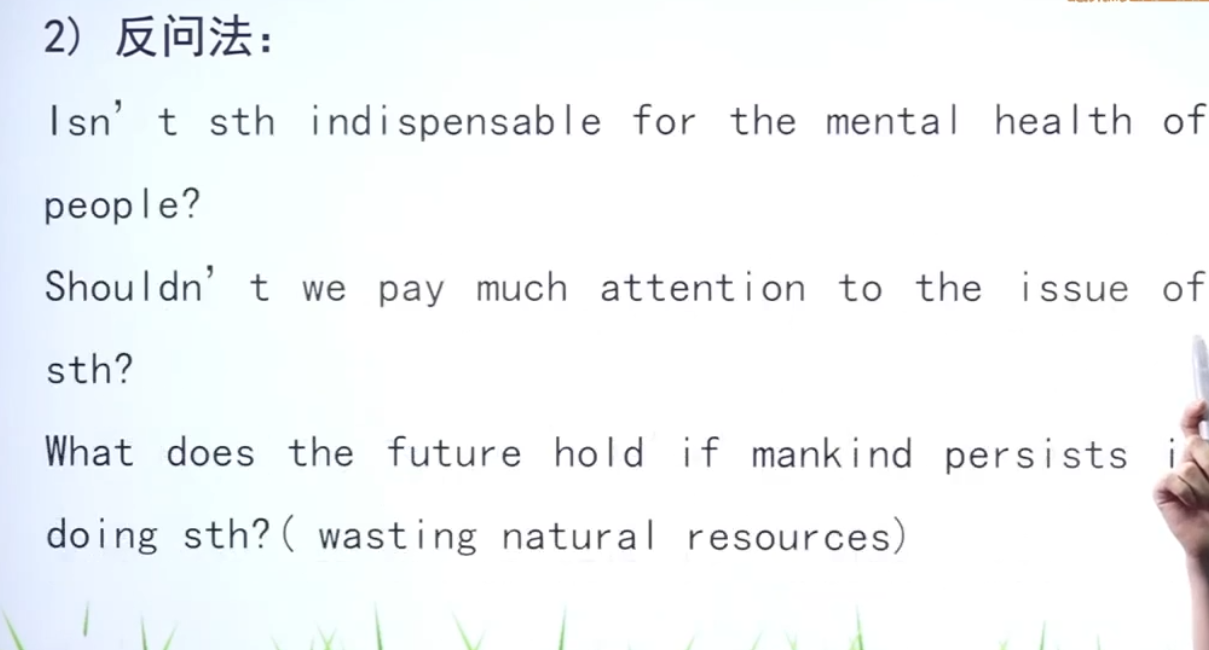 2) 反问法:
Isn't sth indispensable for the mental health of
people?
Shouldn't we pay much attention to the issue of
sth?
What does the future hold if mankind persists
doing sth?( wasting natural resources)